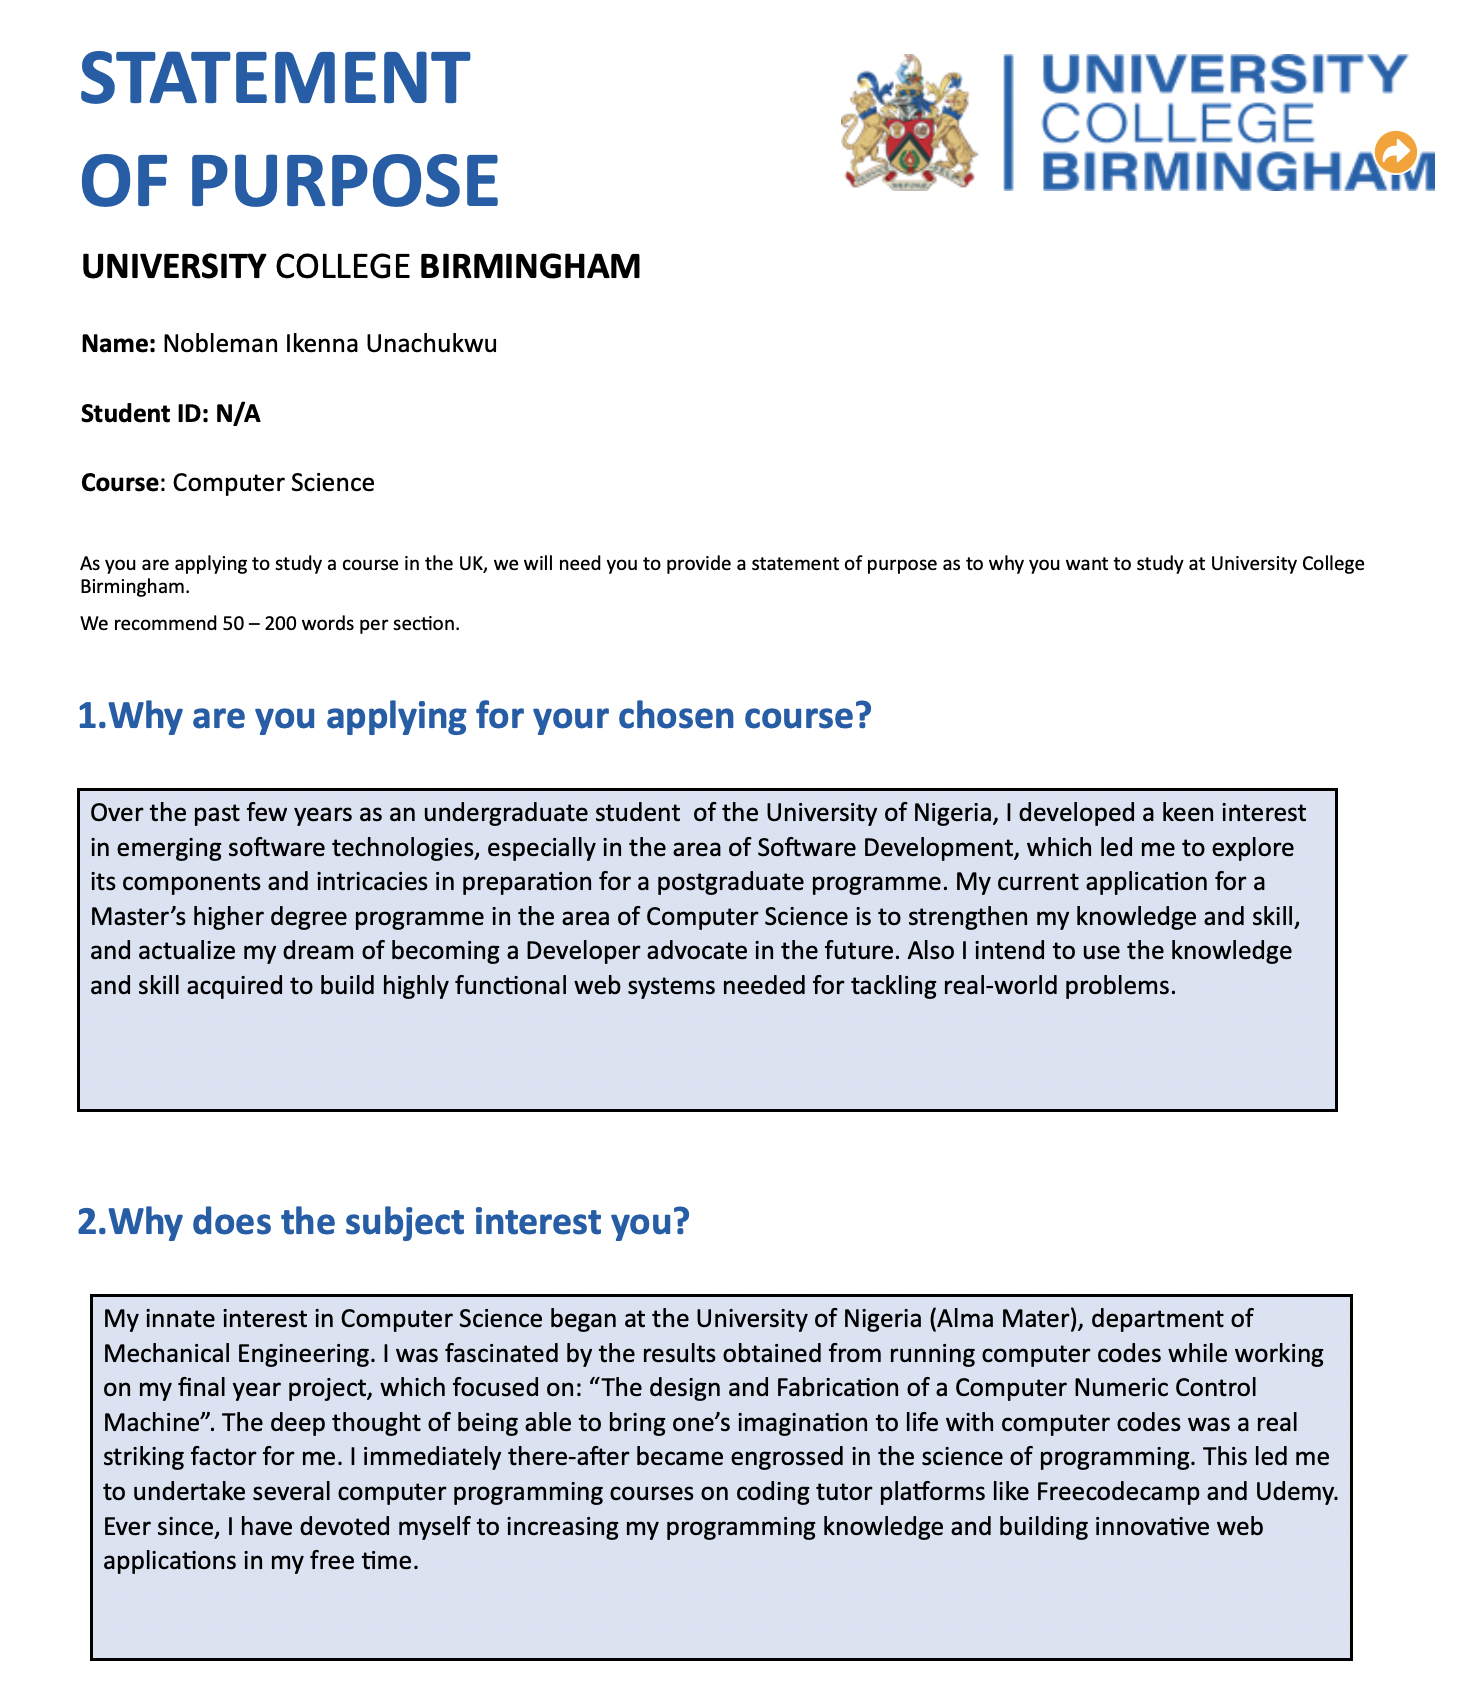 STATEMENT
OF PURPOSE
UNIVERSITY
COLLEGE
BIRMINGHAM
UNIVERSITY COLLEGE BIRMINGHAM
Name: Nobleman Ikenna Unachukwu
Student ID: N/A
Course: Computer Science
As you are applying to study a course in the UK, we will need you to provide a statement of purpose as to why you want to study at University College
Birmingham.
We recommend 50 – 200 words per section.
1.Why are you applying for your chosen course?
Over the past few years as an undergraduate student  of the University of Nigeria, I developed a keen interest
in emerging software technologies, especially in the area of Software Development, which led me to explore
its components and intricacies in preparation for a postgraduate programme. My current application for a
Master’s higher degree programme in the area of Computer Science is to strengthen my knowledge and skill,
and actualize my dream of becoming a Developer advocate in the future. Also I intend to use the knowledge
and skill acquired to build highly functional web systems needed for tackling real-world problems.
2.Why does the subject interest you?
My innate interest in Computer Science began at the University of Nigeria (Alma Mater), department of
Mechanical Engineering. I was fascinated by the results obtained from running computer codes while working
on my final year project, which focused on: “The design and Fabrication of a Computer Numeric Control
Machine”. The deep thought of being able to bring one’s imagination to life with computer codes was a real
striking factor for me. I immediately there-after became engrossed in the science of programming. This led me
to undertake several computer programming courses on coding tutor platforms like Freecodecamp and Udemy.
Ever since, I have devoted myself to increasing my programming knowledge and building innovative web
applications in my free time.